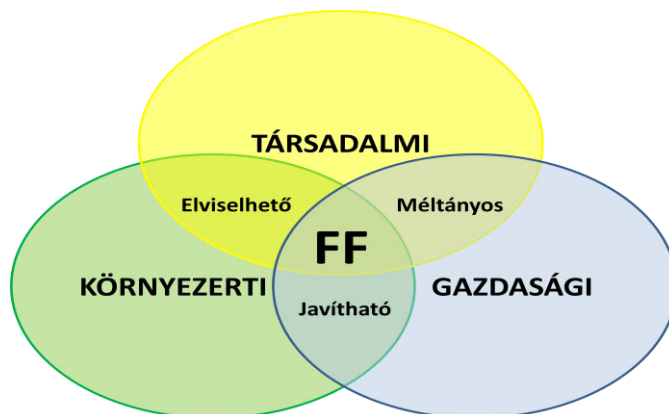 TÁRSADALMI
Elviselhető
Méltányos
FF
KÖRNYEZERTI
GAZDASÁGI
Javítható